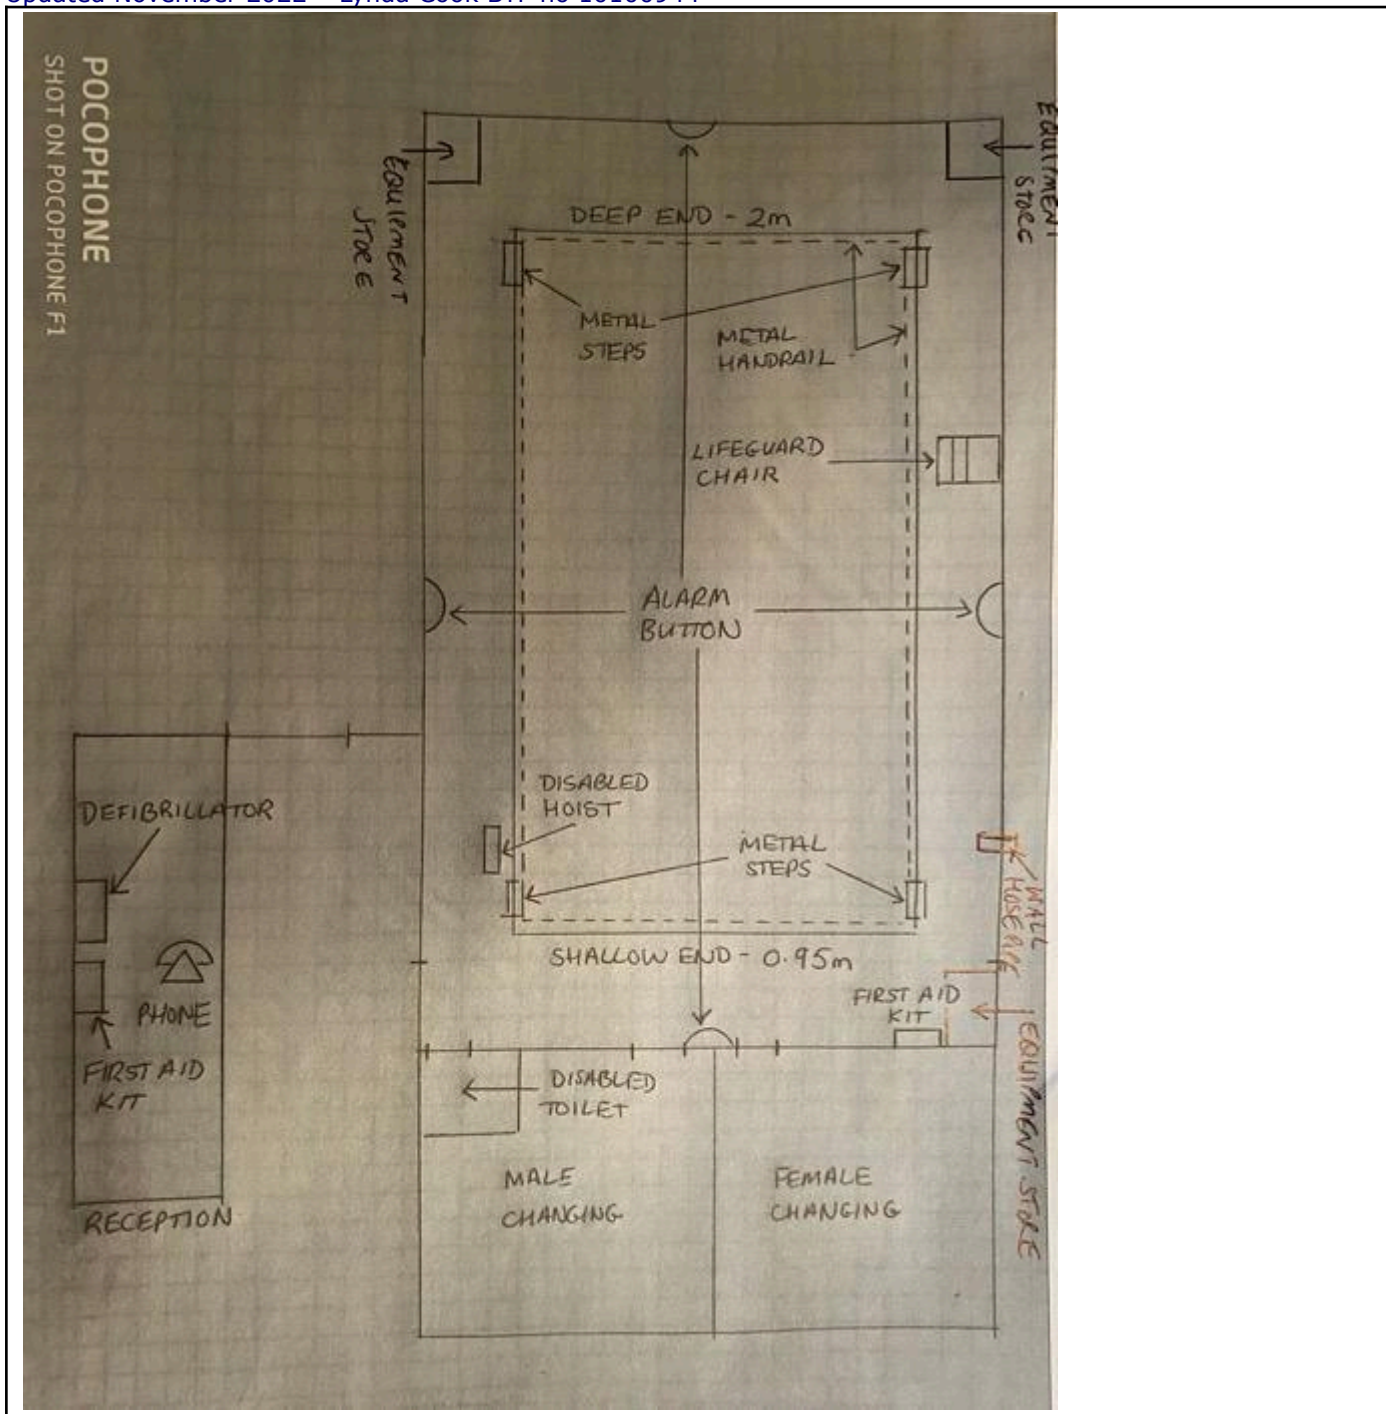 POCOPHONE
SHOT ON POCOPHONE F1
EQUIPMENT
STORE
EQUIPMENT
STORE
DEEP END - 2m
METAL
STEPS
METAL
HANDRAIL
LIFEGUARD
CHAIR
ALARM
BUTTON
DISABLED
HOIST
METAL
STEPS
WALL
HOSEPIPE
SHALLOW END - 0.95m
FIRST AID
KIT
EQUIPMENT STORE
DEFIBRILLATOR
PHONE
FIRST AID
KIT
RECEPTION
DISABLED
TOILET
MALE
CHANGING
FEMALE
CHANGING